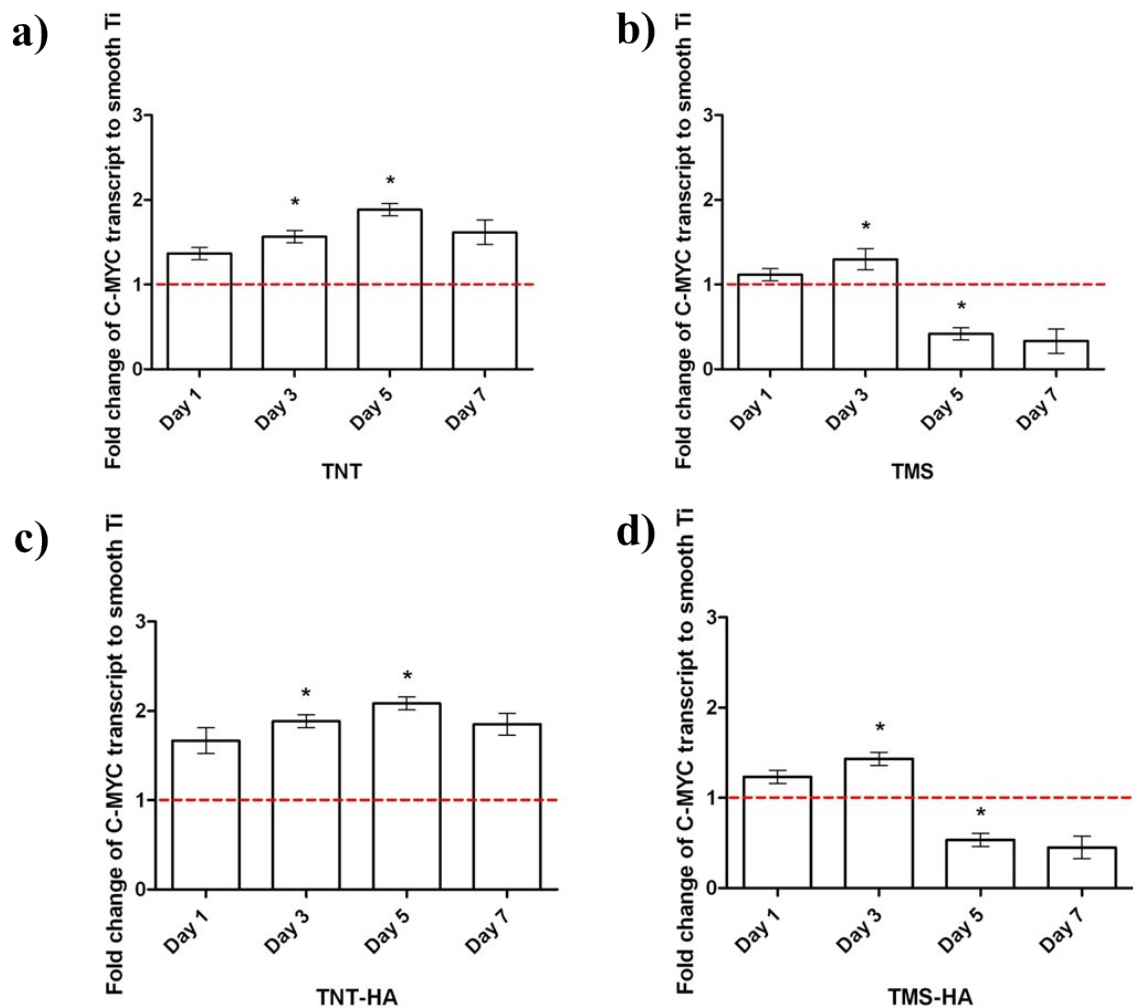 a)
Fold change of C-MYC transcript to smooth Ti
3
2
1
0
* *
Day 1 Day 3 Day 5 Day 7
TNT
b)
Fold change of C-MYC transcript to smooth Ti
3
2
1
0
* *
Day 1 Day 3 Day 5 Day 7
TMS
c)
Fold change of C-MYC transcript to smooth Ti
3
2
1
0
* *
Day 1 Day 3 Day 5 Day 7
TNT-HA
d)
Fold change of C-MYC transcript to smooth Ti
3
2
1
0
* *
Day 1 Day 3 Day 5 Day 7
TMS-HA